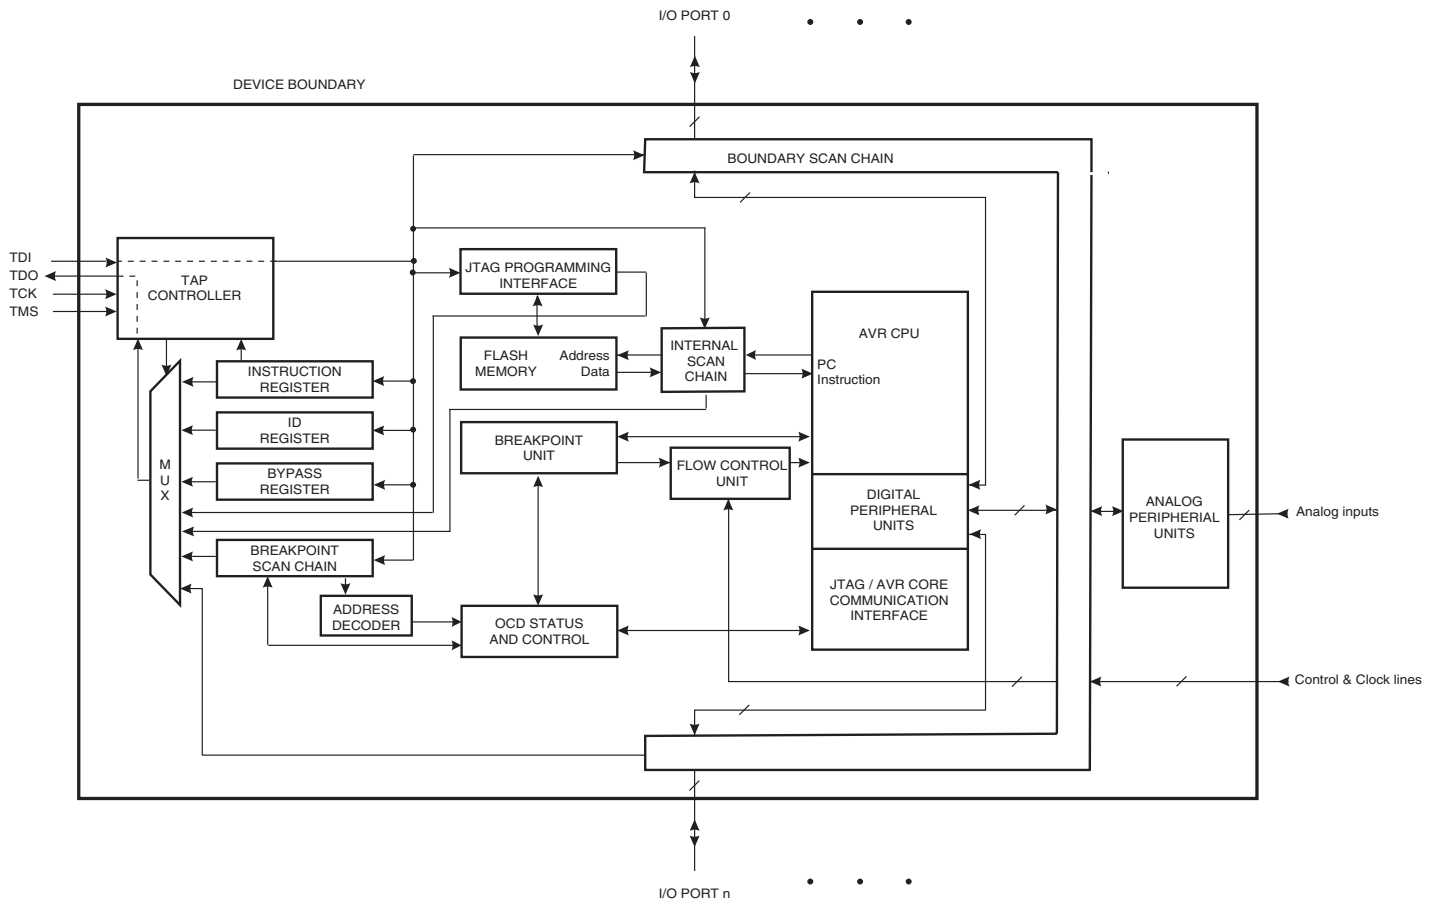 I/O PORT 0
DEVICE BOUNDARY
BOUNDARY SCAN CHAIN
TDI
TDO
TCK
TMS
TAP
CONTROLLER
JTAG PROGRAMMING
INTERFACE
FLASH
MEMORY
Address
Data
INTERNAL
SCAN
CHAIN
AVR CPU
PC
Instruction
INSTRUCTION
REGISTER
ID
REGISTER
BYPASS
REGISTER
M
U
X
BREAKPOINT
UNIT
FLOW CONTROL
UNIT
DIGITAL
PERIPHERAL
UNITS
ANALOG
PERIPHERIAL
UNITS
Analog inputs
BREAKPOINT
SCAN CHAIN
ADDRESS
DECODER
OCD STATUS
AND CONTROL
JTAG / AVR CORE
COMMUNICATION
INTERFACE
Control & Clock lines
I/O PORT n